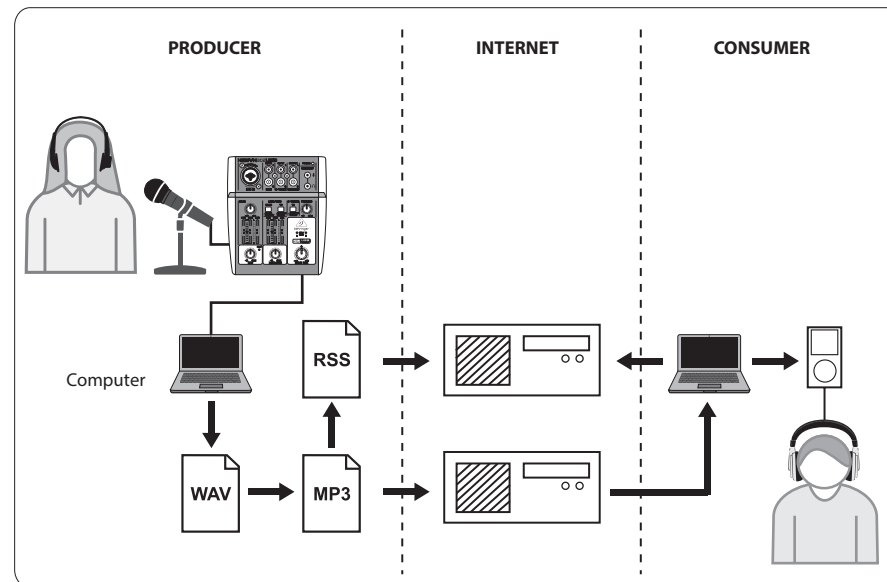 PRODUCER
INTERNET
CONSUMER
Computer
RSS
WAV
MP3